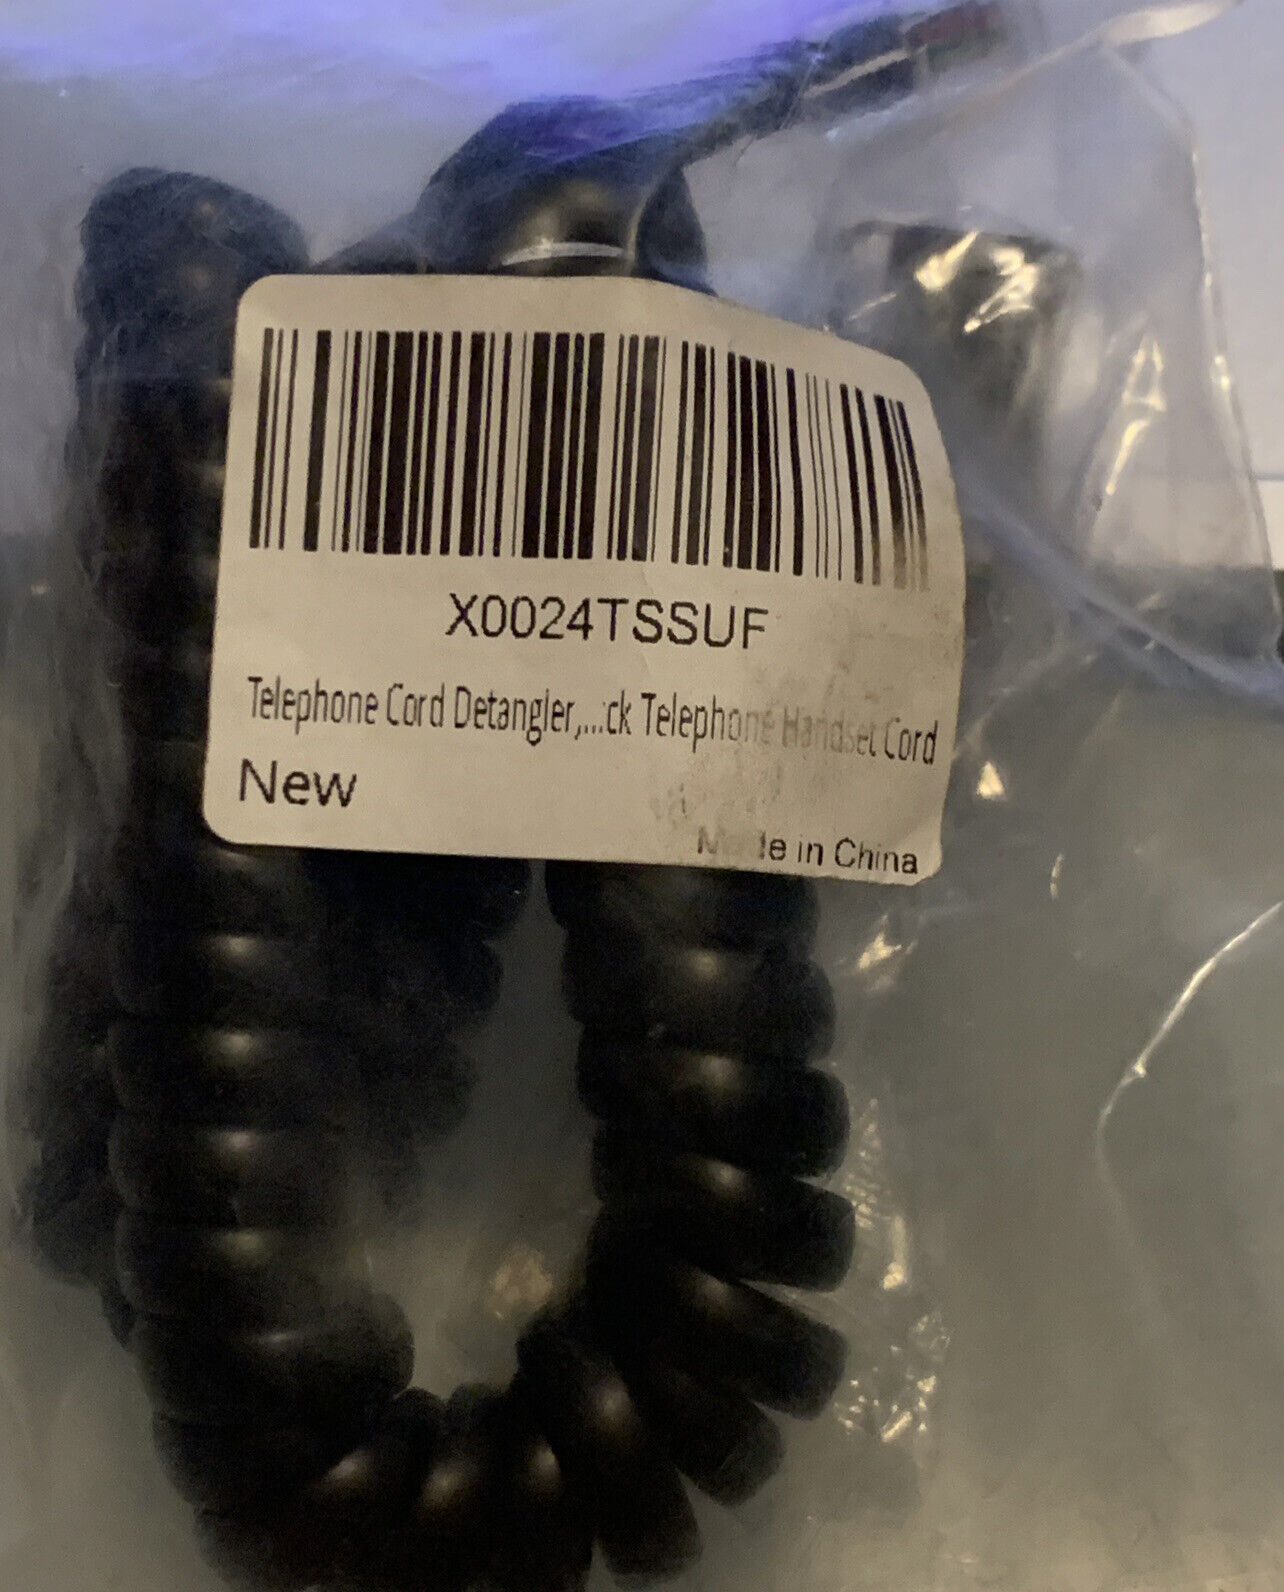 X0024TSSUF
Telephone Cord Detangler,...ck Telephone Handset Cord
New
Made in China